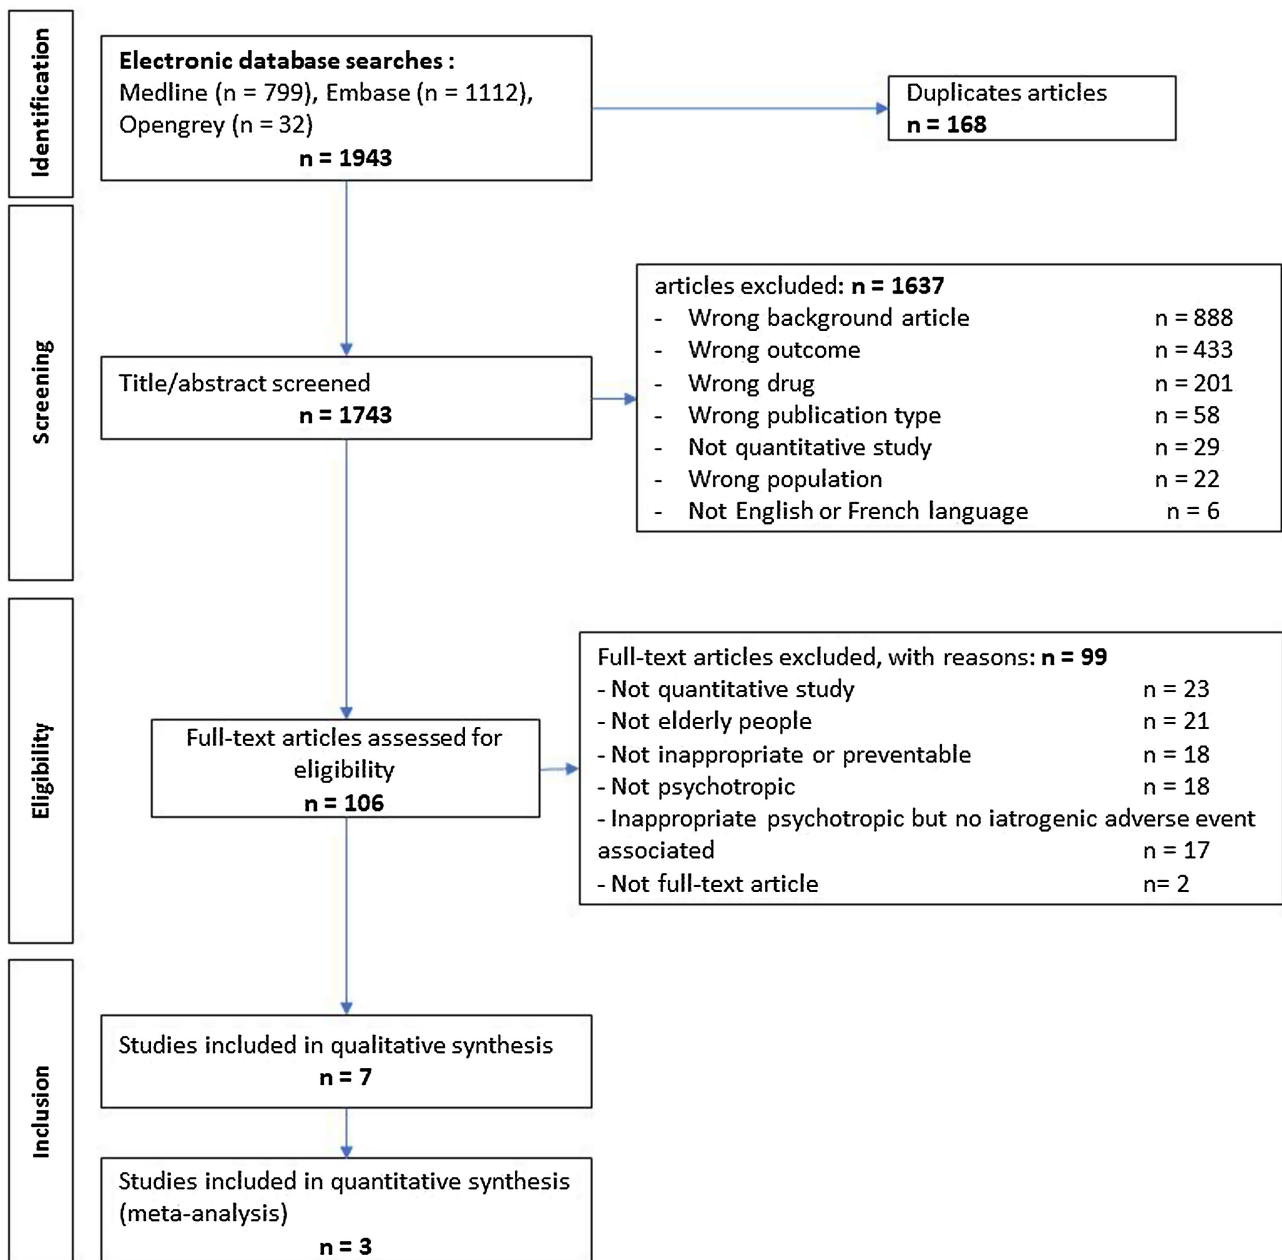 Identification
Electronic database searches :
Medline (n = 799), Embase (n = 1112),
Opengrey (n = 32)
n = 1943
Duplicates articles
n = 168
Screening
Title/abstract screened
n = 1743
articles excluded: n = 1637
- Wrong background article n = 888
- Wrong outcome n = 433
- Wrong drug n = 201
- Wrong publication type n = 58
- Not quantitative study n = 29
- Wrong population n = 22
- Not English or French language n = 6
Eligibility
Full-text articles assessed for
eligibility
n = 106
Full-text articles excluded, with reasons: n = 99
- Not quantitative study n = 23
- Not elderly people n = 21
- Not inappropriate or preventable n = 18
- Not psychotropic n = 18
- Inappropriate psychotropic but no iatrogenic adverse event
associated n = 17
- Not full-text article n= 2
Inclusion
Studies included in qualitative synthesis
n = 7
Studies included in quantitative synthesis
(meta-analysis)
n = 3